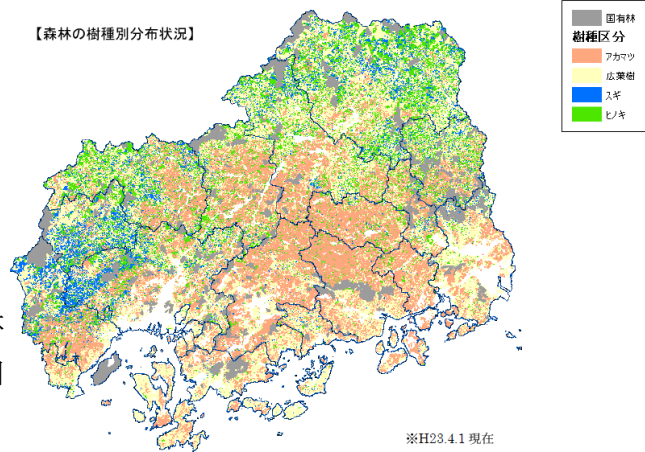 【森林の樹種別分布状況】
国有林
樹種区分
アカマツ
広葉樹
スギ
ヒノキ
※H23.4.1 現在